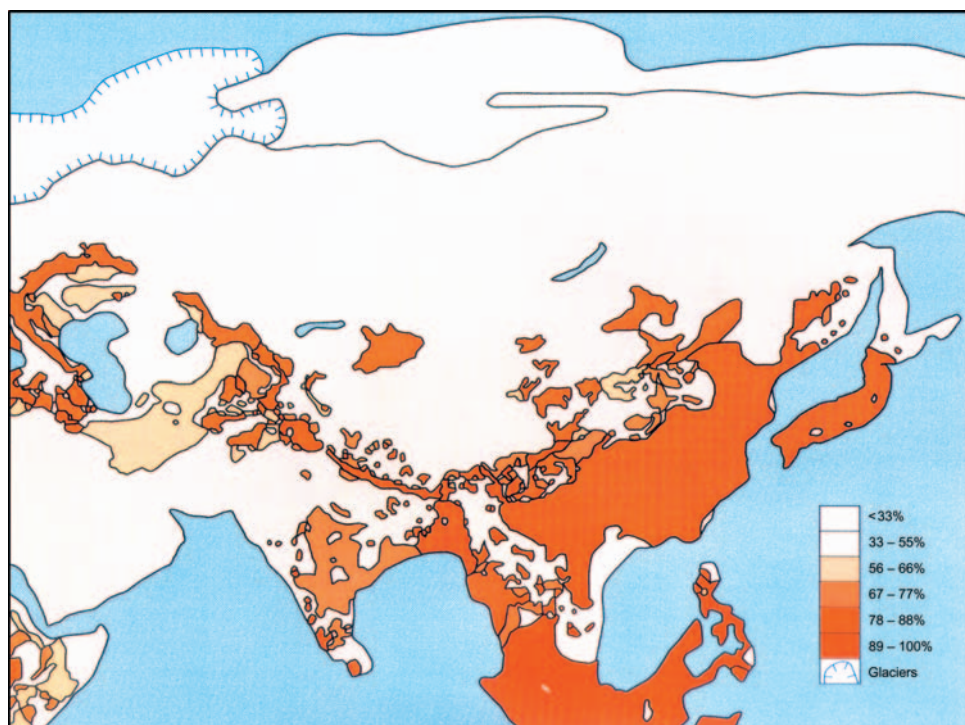 <33%
33 – 55%
56 – 66%
67 – 77%
78 – 88%
89 – 100%
Glaciers